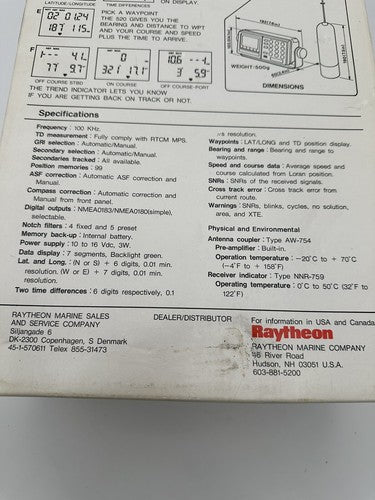 LATITUDE/LONGITUDE
TIME DIFFERENCES
ON DISPLAY.
E
PICK A WAYPOINT
THE 520 GIVES YOU THE
BEARING AND DISTANCE TO WPT
AND YOUR COURSE AND SPEED
PLUS THE TIME TO ARRIVE.
WEIGHT:500g
DIMENSIONS
F
OFF COURSE STBD
ON COURSE
OFF COURSE-PORT
THE TREND INDICATOR LETS YOU KNOW
IF YOU ARE GETTING BACK ON TRACK OR NOT.
Specifications
Frequency : 100 KHz.
TD measurement : Fully comply with RTCM MPS.
GRI selection : Automatic/Manual.
Secondary selection: Automatic/Manual.
Secondaries tracked : All available.
Position memories : 99
ASF correction : Automatic ASF correction and
Manual.
Compass correction : Automatic correction and
Manual from front panel.
Digital outputs : NMEA0183/NMEA0180(simple),
selectable.
Notch filters : 4 fixed and 5 preset
Memory back-up : Internal battery.
Power supply : 10 to 16 Vdc, 3W.
Data display : 7 segments, Backlight green.
Lat. and Long. : (N or S) + 6 digits, 0.01 min.
resolution. (W or E) + 7 digits, 0.01 min.
resolution.
Two time differences : 6 digits respectively, 0.1
μs resolution.
Waypoints : LAT/LONG and TD position display.
Bearing and range : Bearing and range to
waypoints.
Speed and course data : Average speed and
course calculated from Loran position.
SNRs : SNRs of the received signals.
Cross track error : Cross track error from
current route.
Warnings : SNRs, blinks, cycles, no solution,
area, and XTE.
Physical and Environmental
Antenna coupler : Type AW-754
Pre-amplifier : Built-in.
Operation temperature : −20˚C to + 70˚C
(−4˚F to + 158˚F)
Receiver indicator : Type NNR-759
Operating temperature : 0˚C to 50˚C (32˚F to
122˚F)
RAYTHEON MARINE SALES
AND SERVICE COMPANY
Siljangade 6
DK-2300 Copenhagen, S Denmark
45-1-570611 Telex 855-31473
DEALER/DISTRIBUTOR
For information in USA and Canada
Raytheon
RAYTHEON MARINE COMPANY
46 River Road
Hudson, NH 03051 U.S.A.
603-881-5200